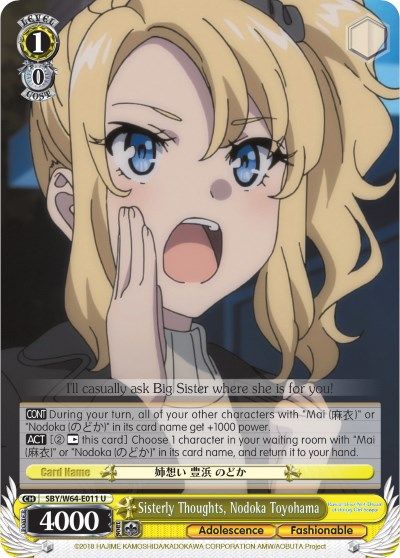 LEVEL
1
0
COST
I'll casually ask Big Sister where she is for you!
CONT During your turn, all of your other characters with "Mai (麻衣)" or
"Nodoka (のどか)" in its card name get +1000 power.
ACT [② this card] Choose 1 character in your waiting room with "Mai
(麻衣)" or "Nodoka (のどか)" in its card name, and return it to your hand.
Card Name 姉想い 豊浜 のどか
SBY/W64-E011 U
Sisterly Thoughts, Nodoka Toyohama
POWER 4000
Adolescence Fashionable
©2018 HAJIME KAMOSHIDA/KADOKAWA CORPORATION AMW/AOBUTA Project